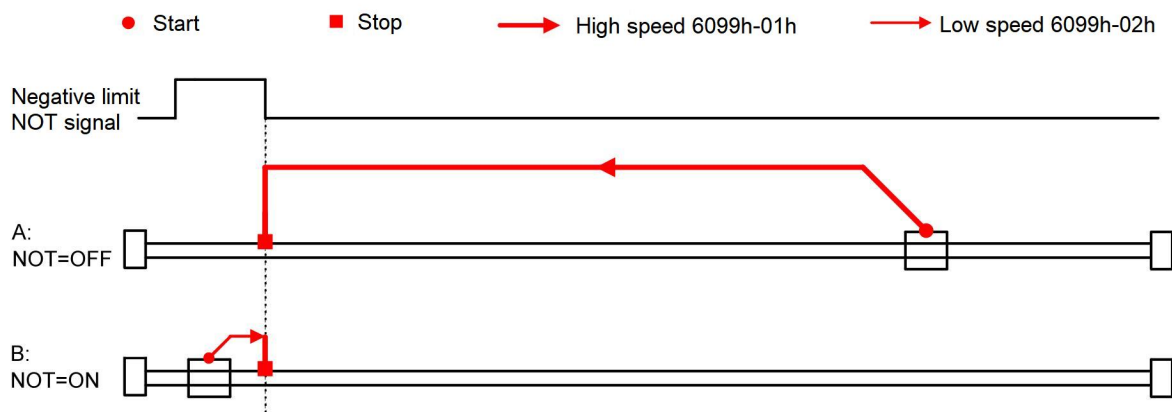 Start
Stop
High speed 6099h-01h
Low speed 6099h-02h
Negative limit
NOT signal
A:
NOT=OFF
B:
NOT=ON